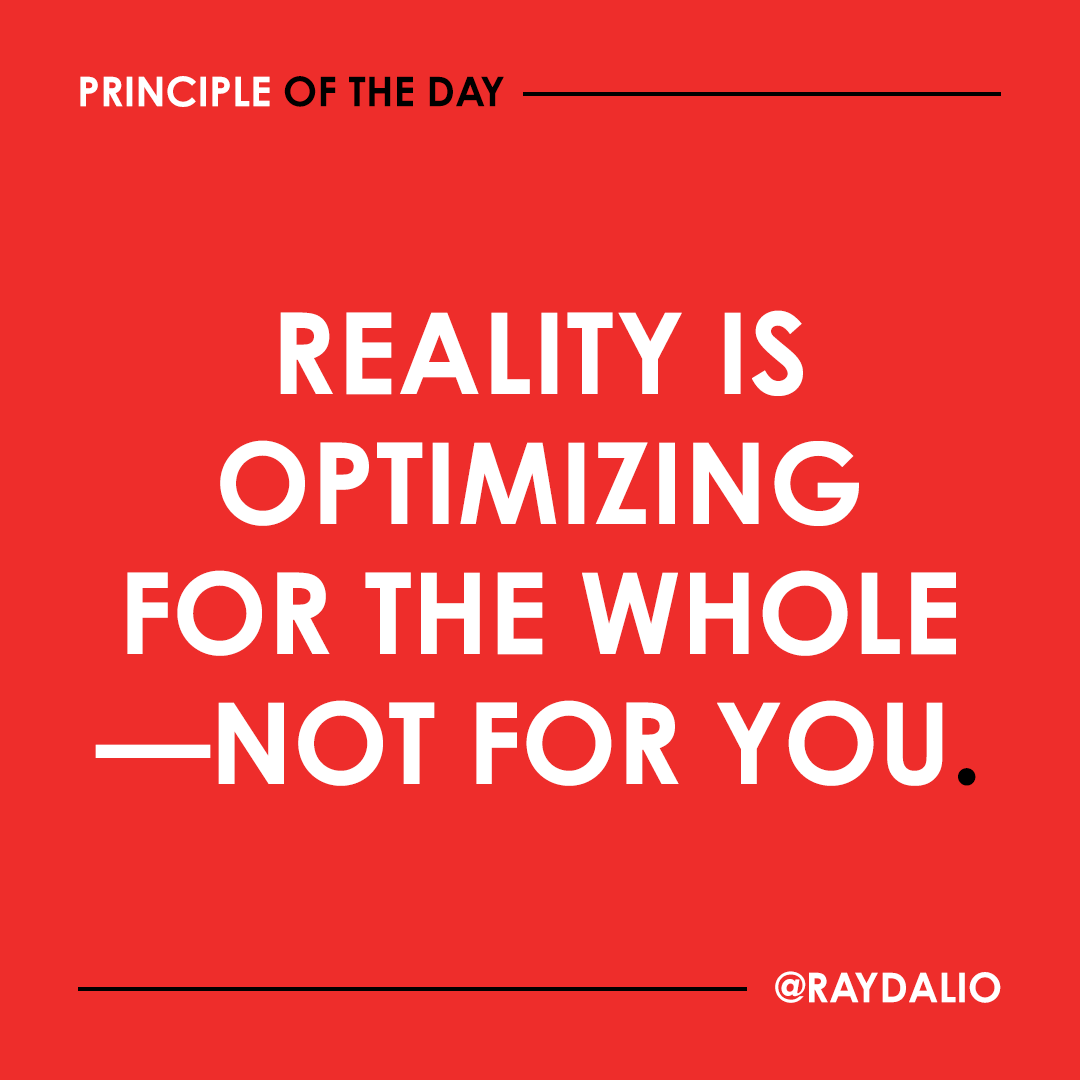 PRINCIPLE OF THE DAY
REALITY IS
OPTIMIZING
FOR THE WHOLE
—NOT FOR YOU.
@RAYDALIO